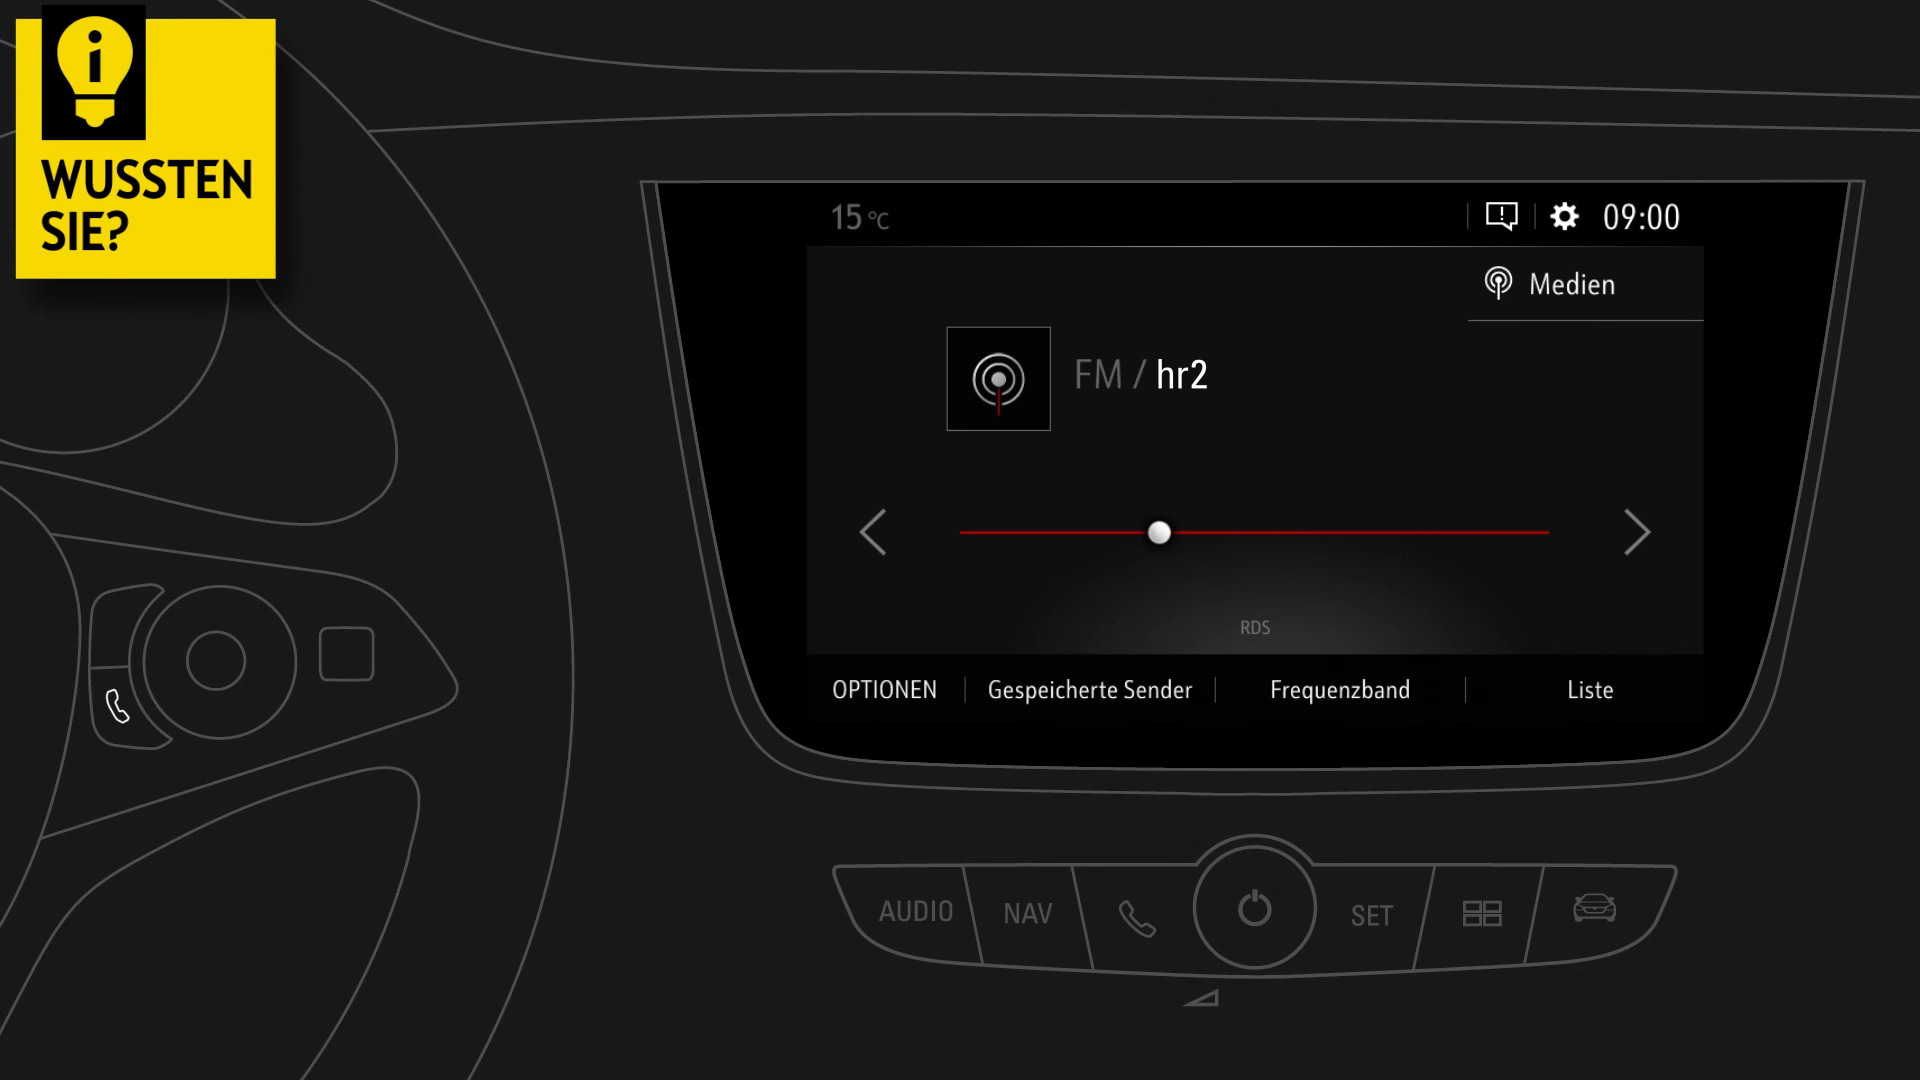 WUSSTEN
SIE?
15 °C
09:00
Medien
FM / hr2
RDS
OPTIONEN
Gespeicherte Sender
Frequenzband
Liste
AUDIO
NAV
SET